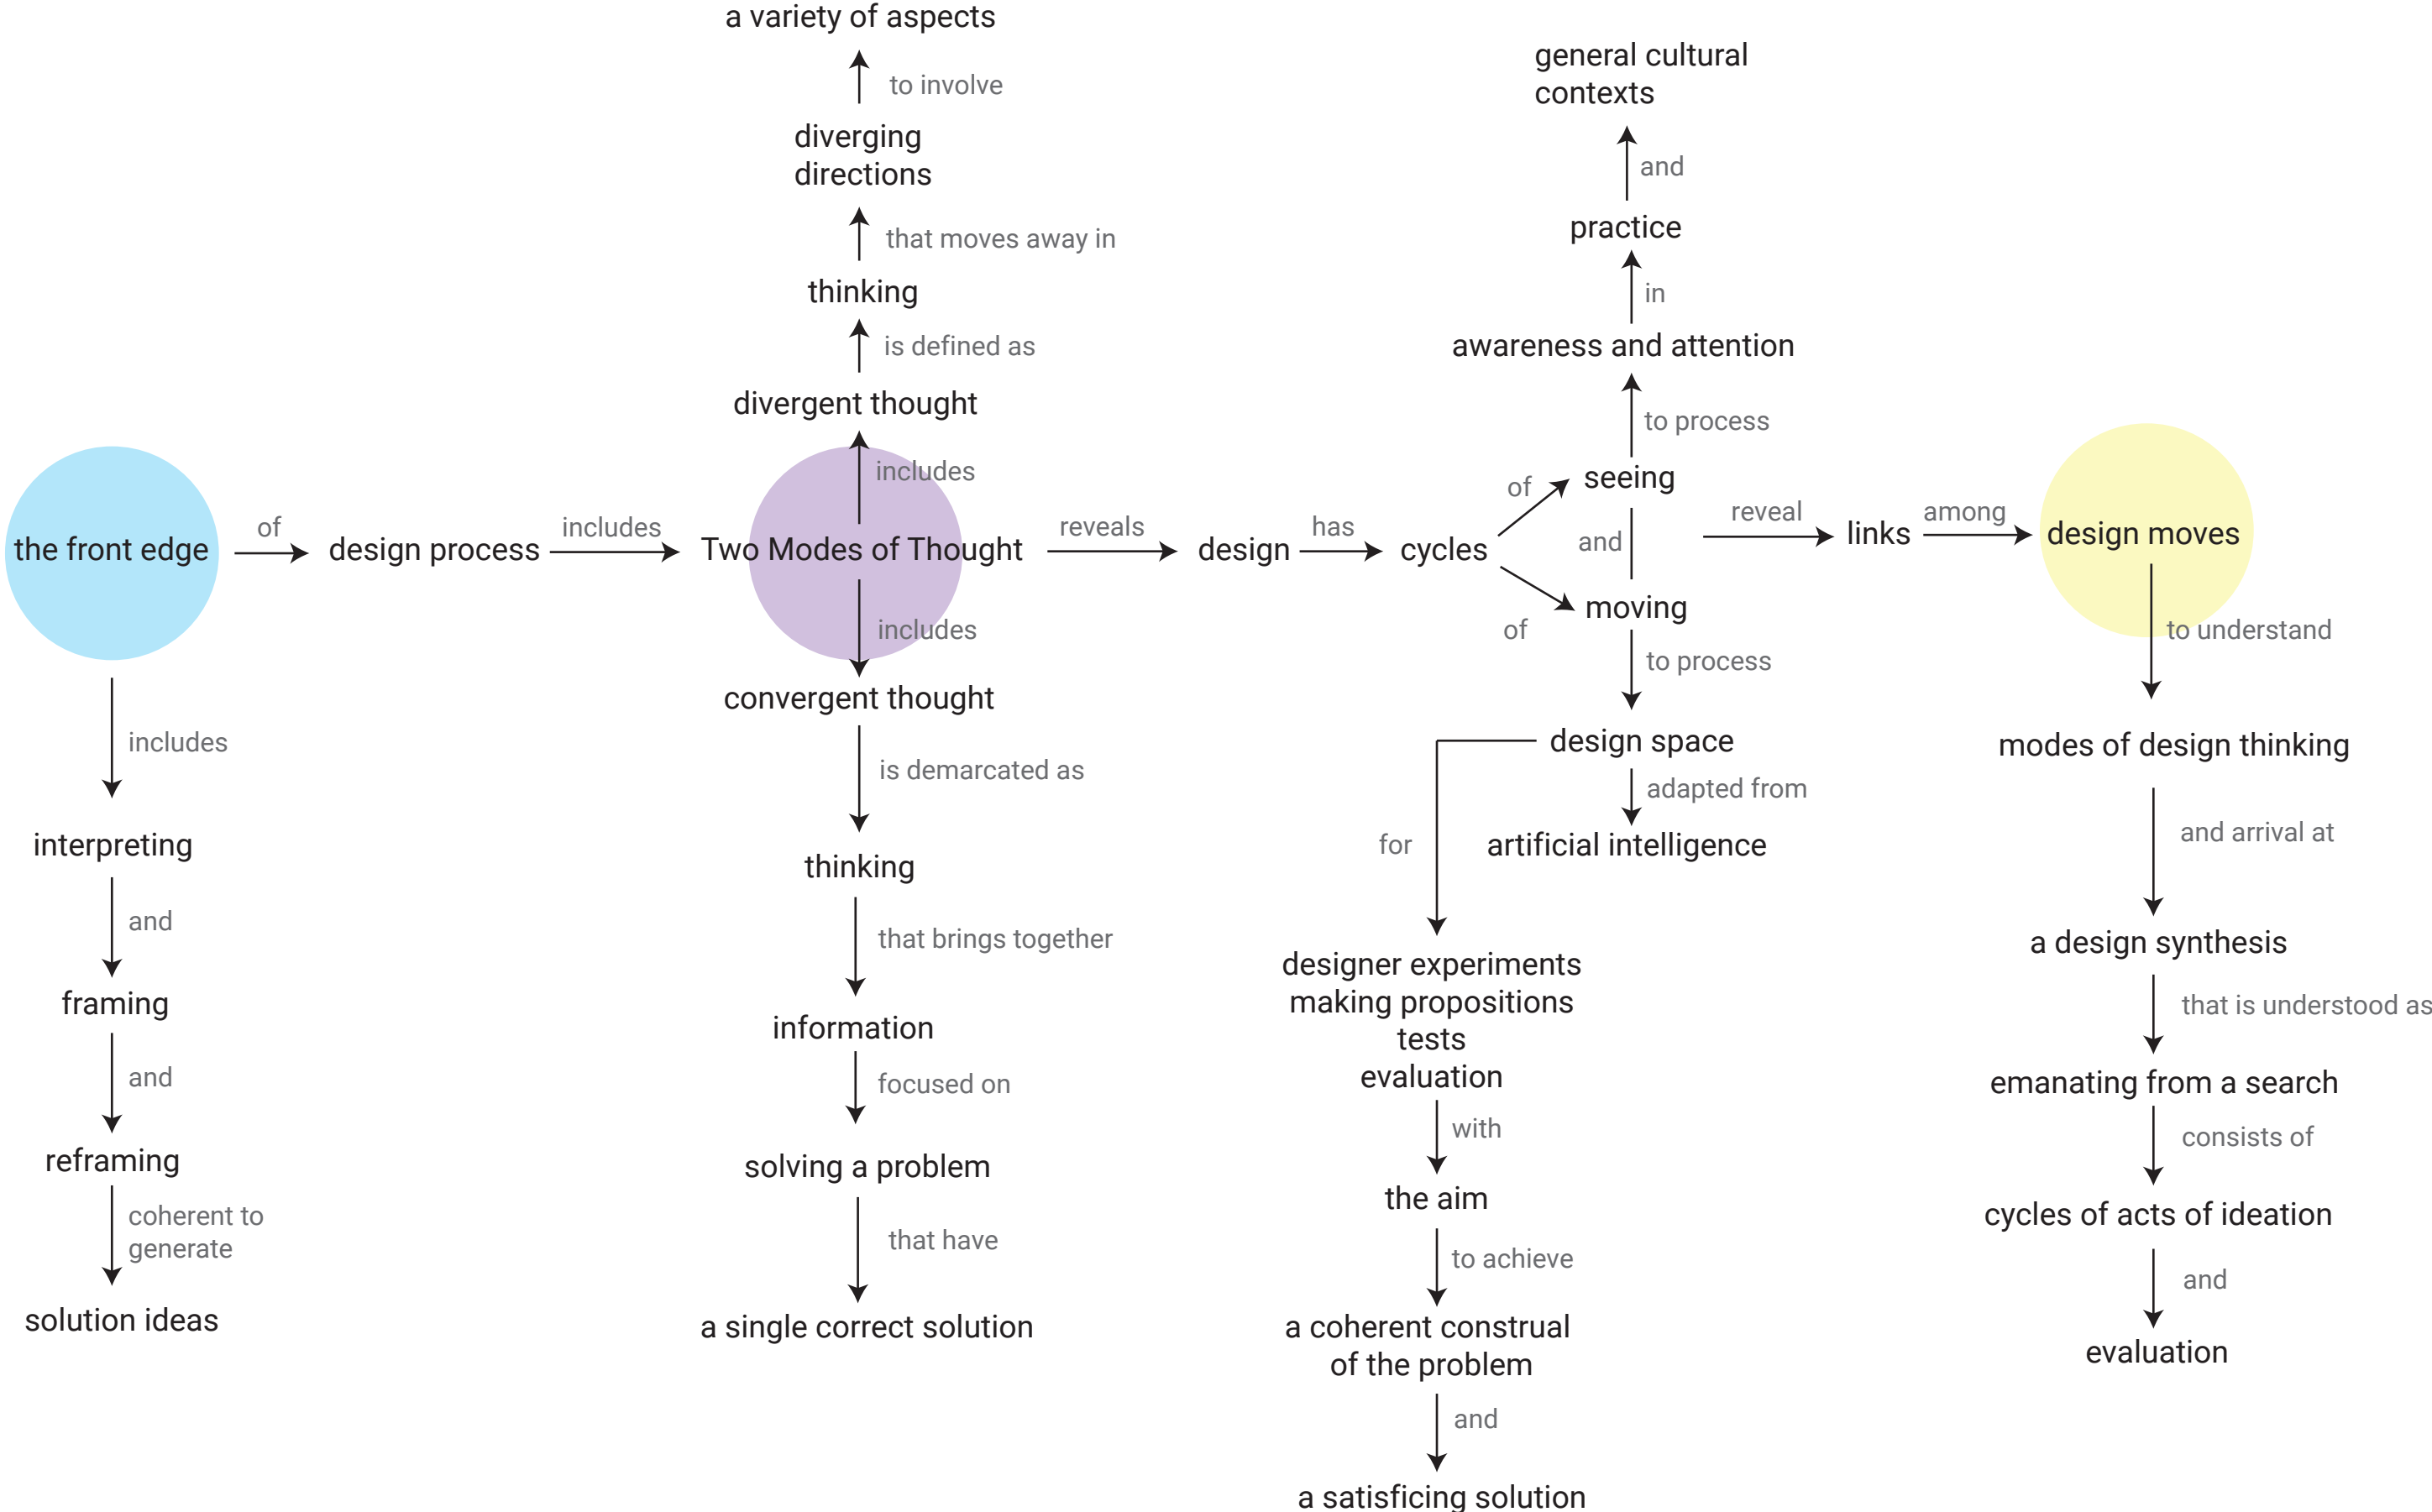 a variety of aspects
to involve
diverging
directions
that moves away in
thinking
is defined as
divergent thought
includes
general cultural
contexts
and
practice
in
awareness and attention
to process
seeing
the front edge
of
design process
includes
Two Modes of Thought
reveals
design
has
cycles
of
of
and
moving
reveal
links
among
design moves
includes
interpreting
and
framing
and
reframing
coherent to
generate
solution ideas
includes
convergent thought
is demarcated as
thinking
that brings together
information
focused on
solving a problem
that have
a single correct solution
to process
design space
adapted from
artificial intelligence
for
designer experiments
making propositions
tests
evaluation
with
the aim
to achieve
a coherent construal
of the problem
and
a satisficing solution
to understand
modes of design thinking
and arrival at
a design synthesis
that is understood as
emanating from a search
consists of
cycles of acts of ideation
and
evaluation